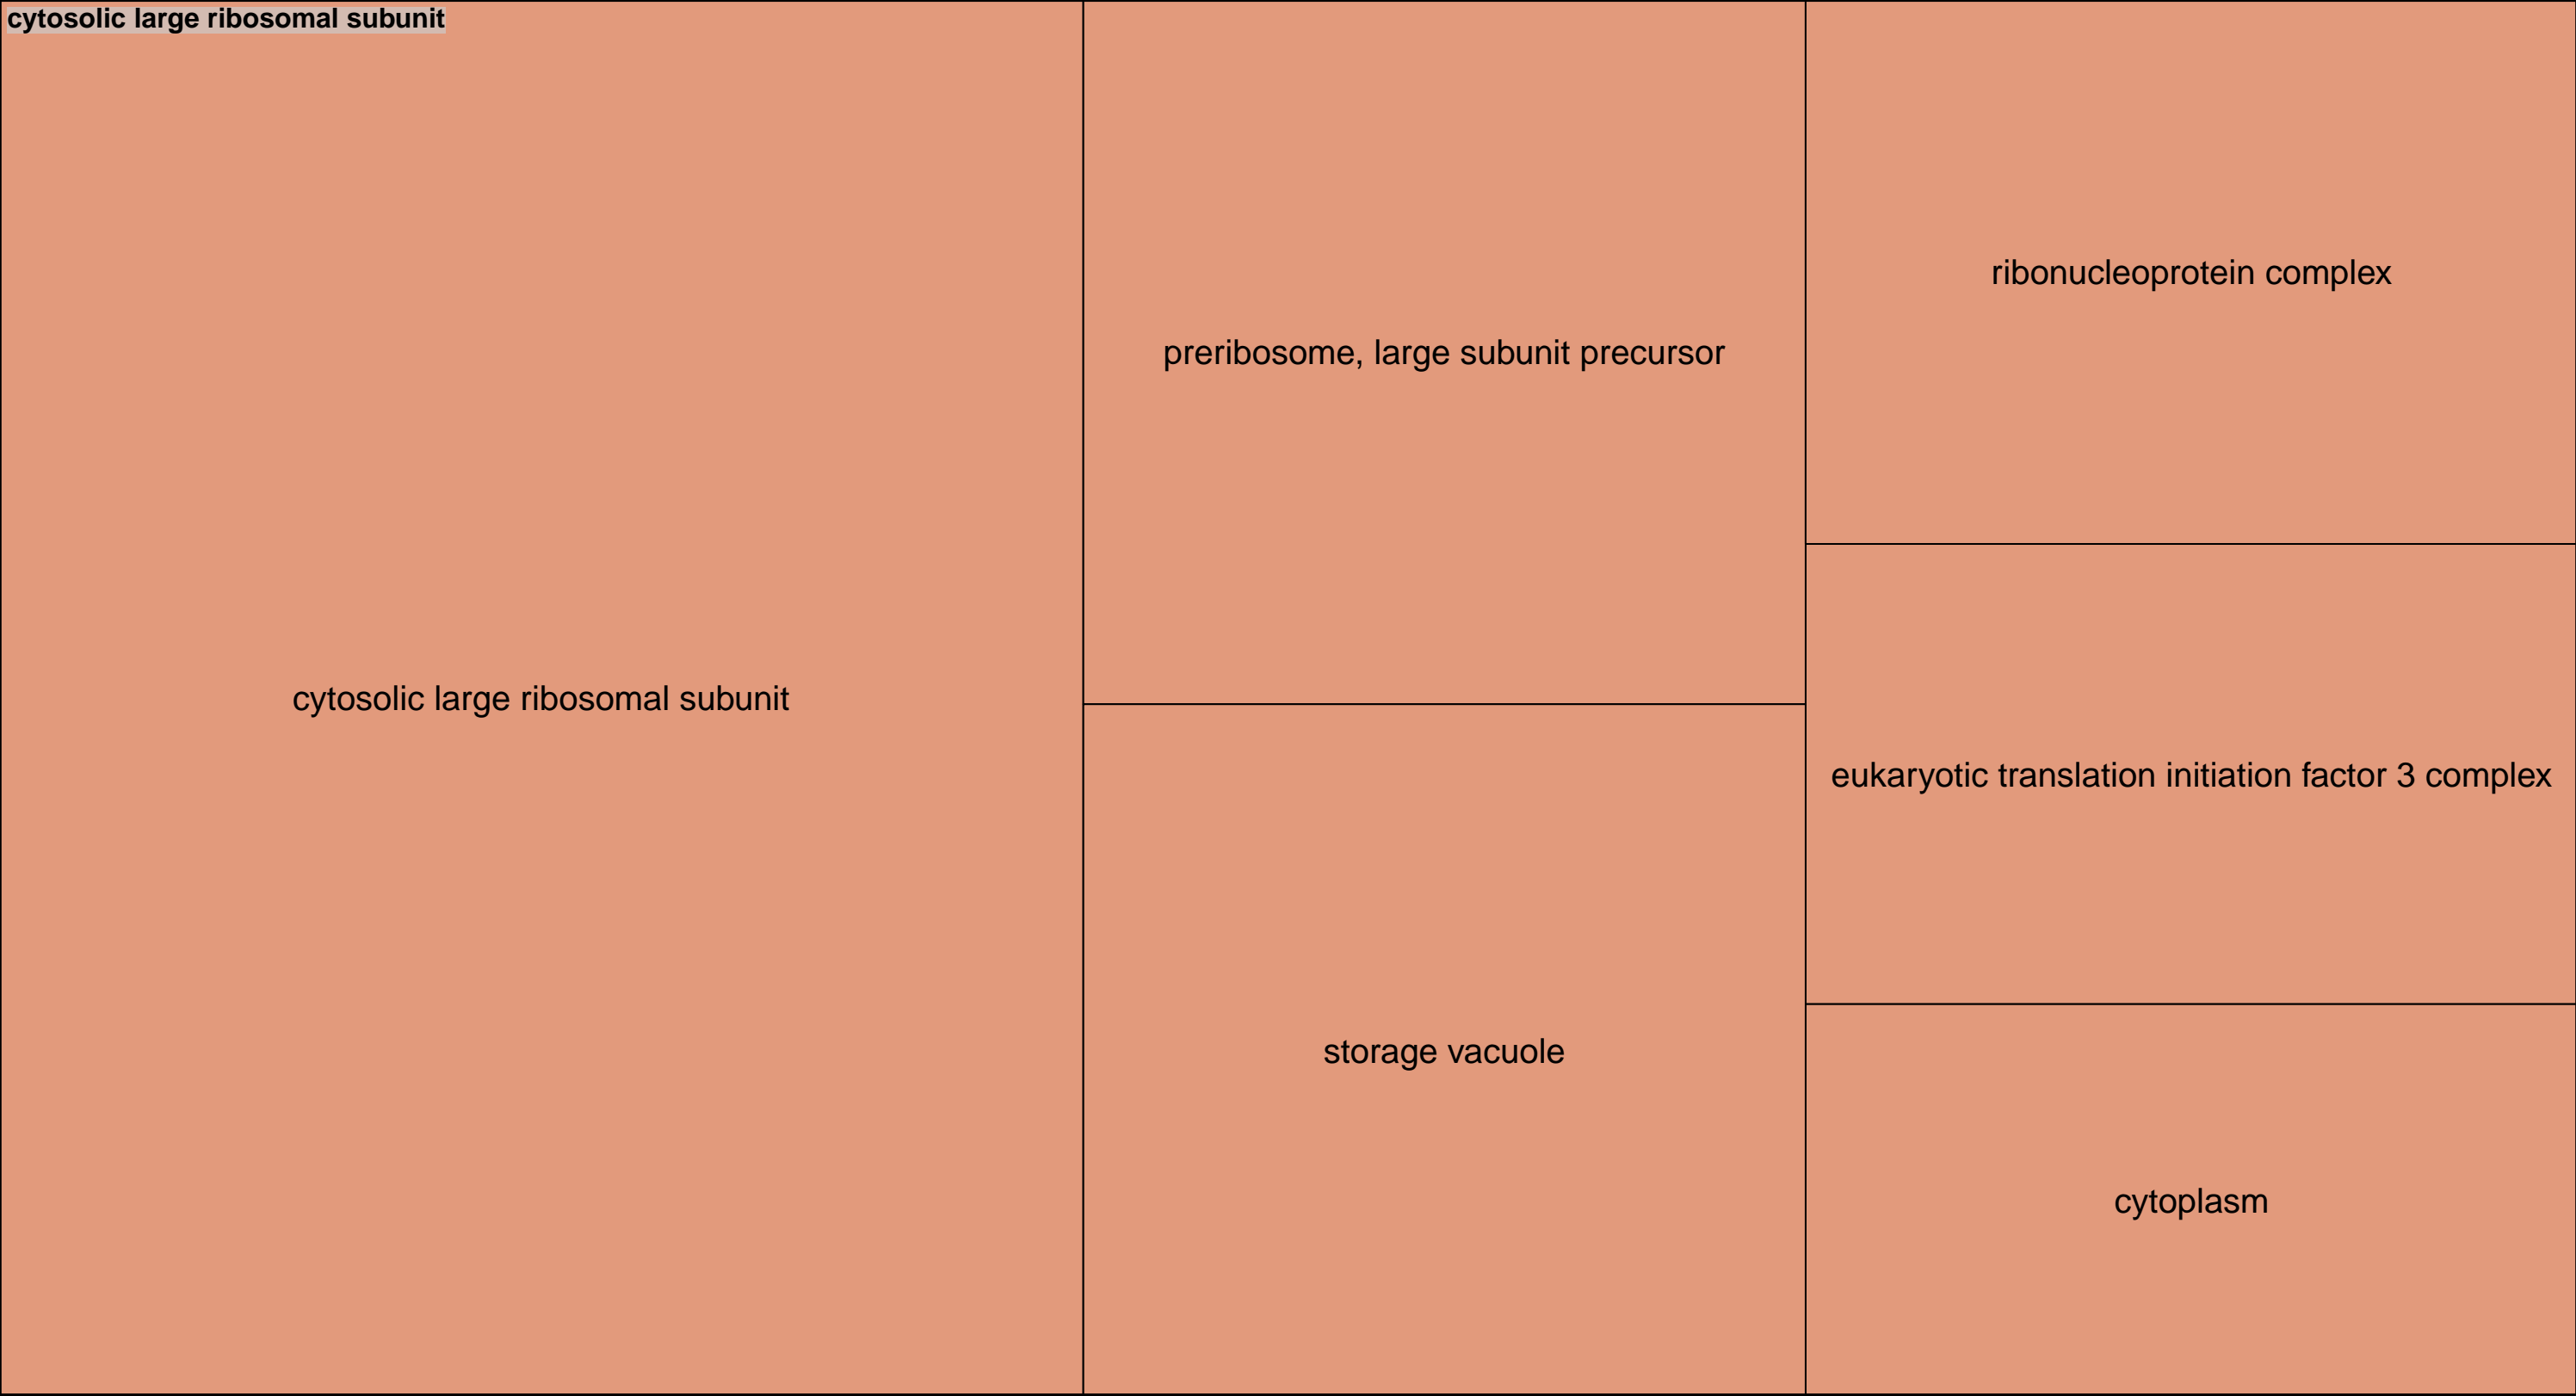 cytosolic large ribosomal subunit
cytosolic large ribosomal subunit
preribosome, large subunit precursor
storage vacuole
ribonucleoprotein complex
eukaryotic translation initiation factor 3 complex
cytoplasm